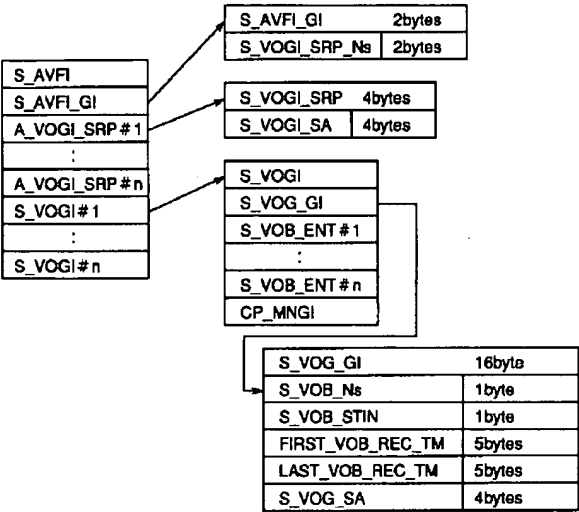 S_AVFI_GI 2bytes
S_VOGI_SRP_Ns 2bytes
S_AVFI
S_AVFI_GI
A_VOGI_SRP#1
:
A_VOGI_SRP#n
S_VOGI#1
:
S_VOGI#n
S_VOGI_SRP 4bytes
S_VOGI_SA 4bytes
S_VOGI
S_VOG_GI
S_VOB_ENT#1
:
S_VOB_ENT#n
CP_MNGI
S_VOG_GI 16byte
S_VOB_Ns 1byte
S_VOB_STIN 1byte
FIRST_VOB_REC_TM 5bytes
LAST_VOB_REC_TM 5bytes
S_VOG_SA 4bytes